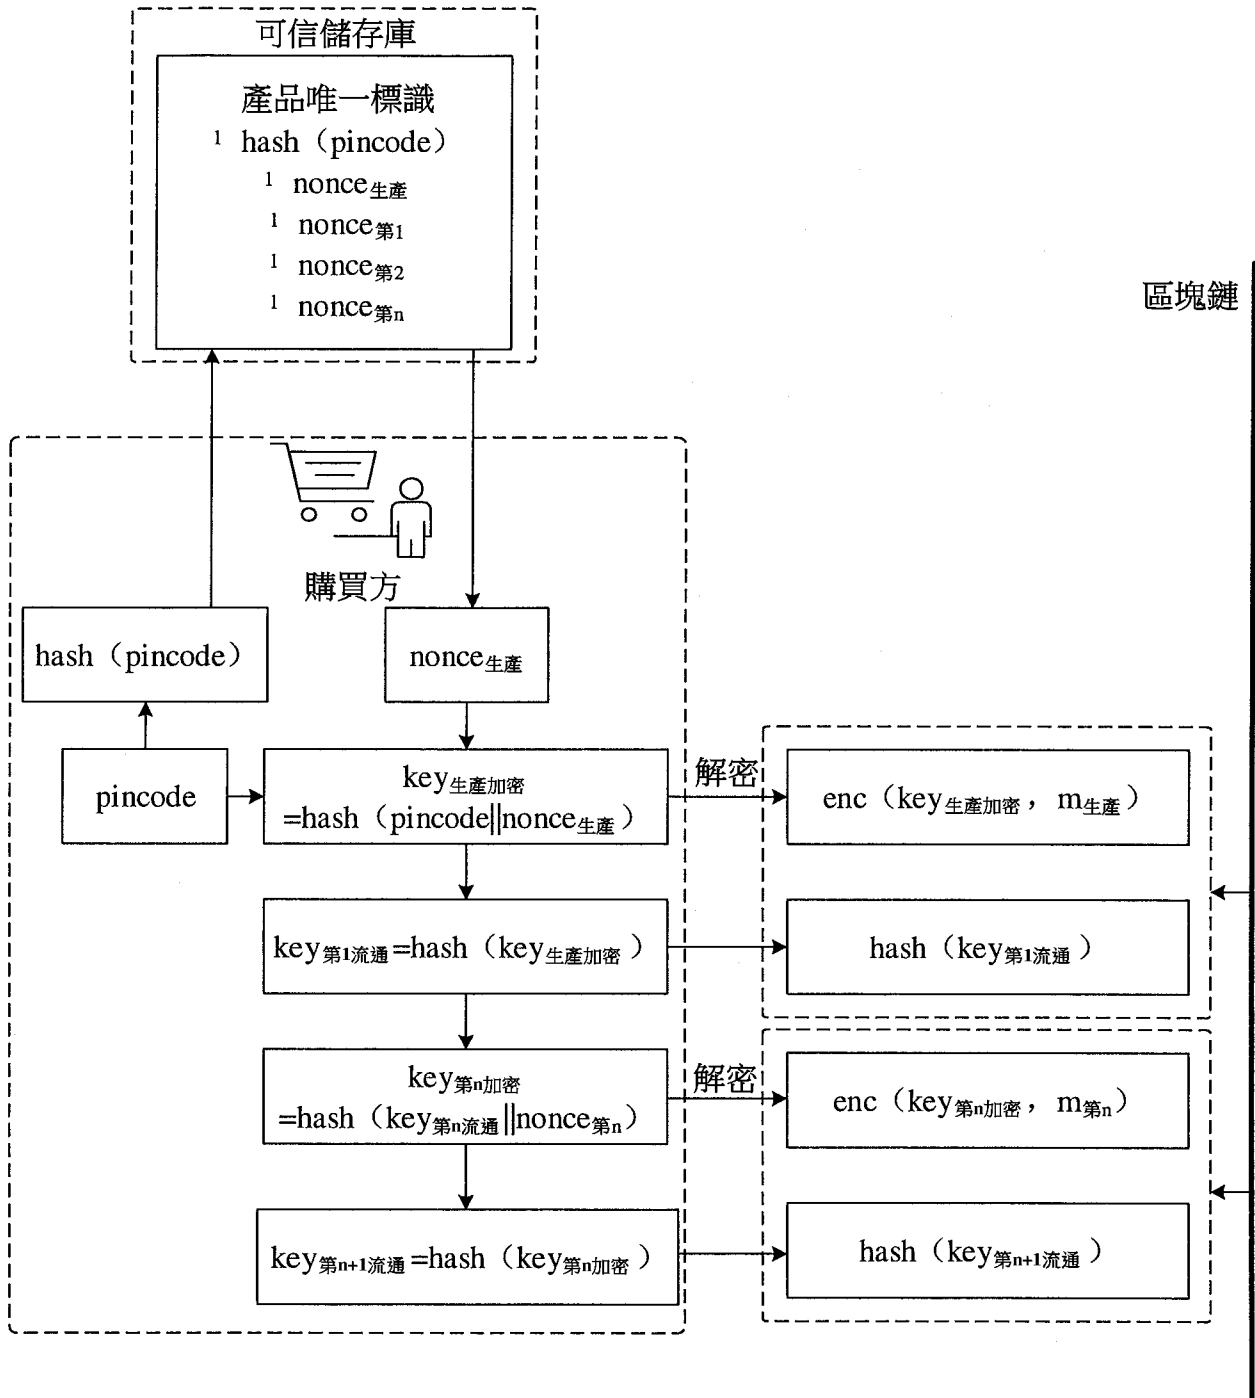 可信儲存庫
產品唯一標識
1 hash（pincode）
1 nonce生產
1 nonce第1
1 nonce第2
1 nonce第n
區塊鏈
購買方
hash（pincode）
nonce生產
pincode
key生產加密
=hash（pincode||nonce生產）
解密
enc（key生產加密，m生產）
key第1流通=hash（key生產加密）
hash（key第1流通）
key第n加密
=hash（key第n流通||nonce第n）
解密
enc（key第n加密，m第n）
key第n+1流通=hash（key第n加密）
hash（key第n+1流通）